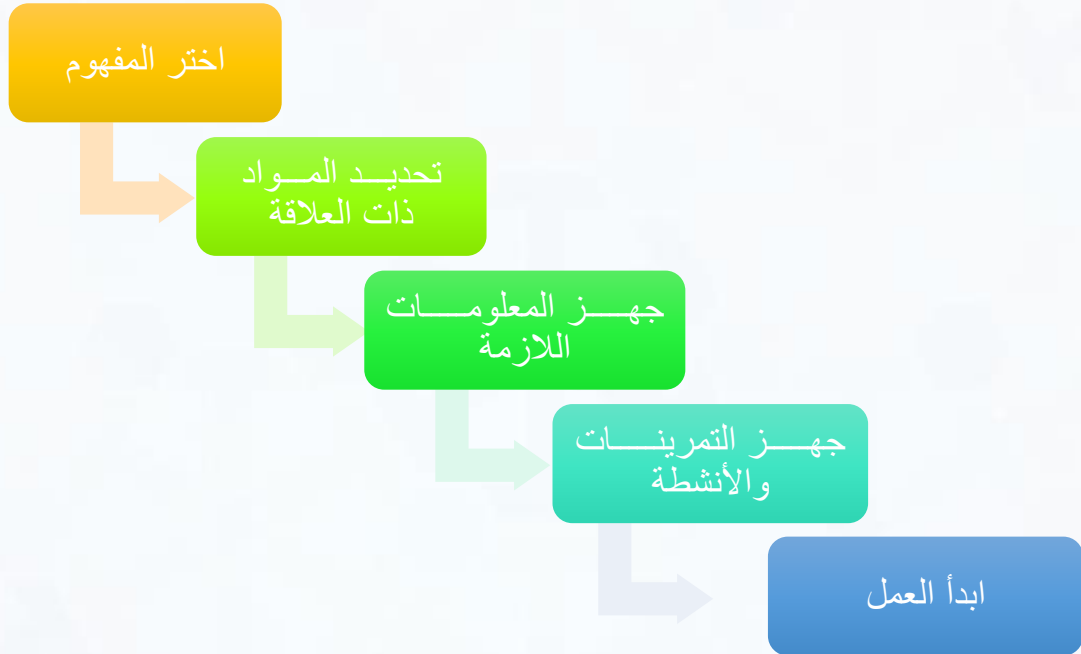 اختر المفهوم
تحديد المواد
ذات العلاقة
جهز المعلومات
اللازمة
جهز التمرينات
والأنشطة
ابدأ العمل